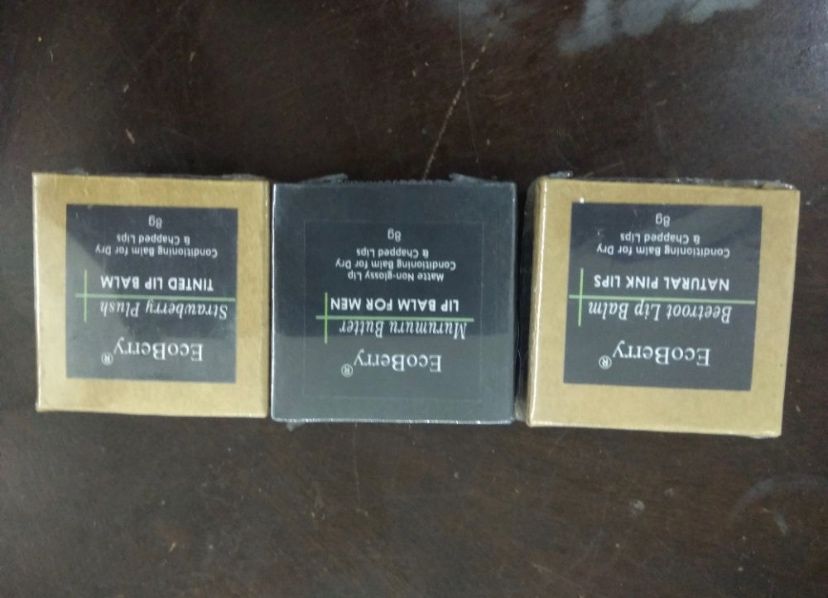 EcoBerry®
Beetroot Lip Balm
NATURAL PINK LIPS
Conditioning Balm for Dry
& Chapped Lips
8g
EcoBerry®
Murumuru Butter
LIP BALM FOR MEN
Matte Non-glossy Lip
Conditioning Balm for Dry
& Chapped Lips
8g
EcoBerry®
Strawberry Plush
TINTED LIP BALM
Conditioning Balm for Dry
& Chapped Lips
8g